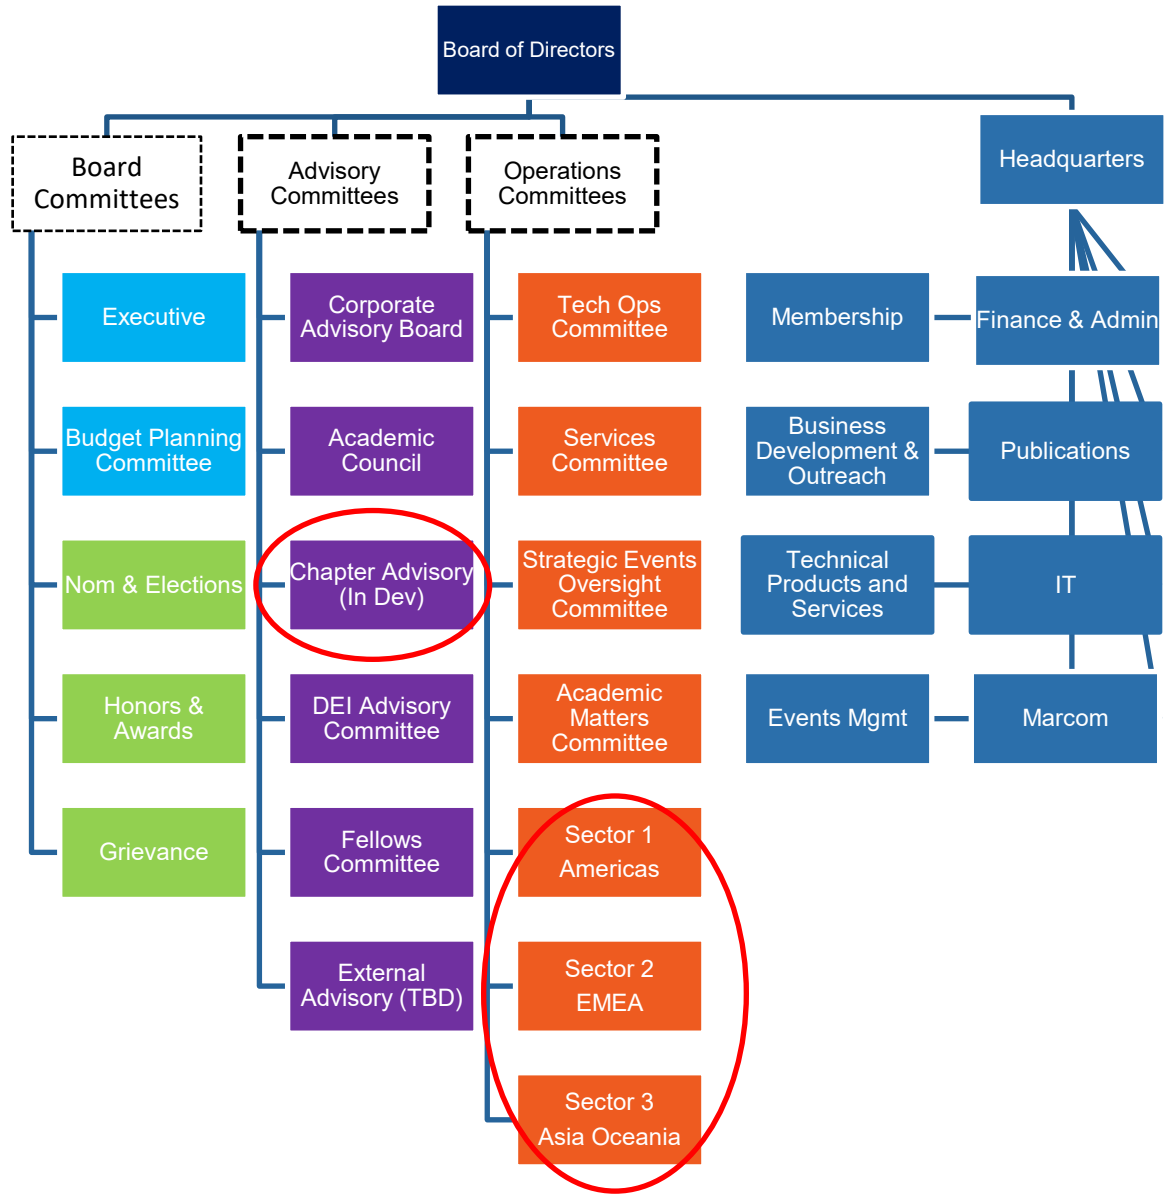 Board of Directors
Board
Committees
Advisory
Committees
Operations
Committees
Headquarters
Executive
Corporate
Advisory Board
Tech Ops
Committee
Membership
Finance & Admin
Budget Planning
Committee
Academic
Council
Services
Committee
Business
Development &
Outreach
Publications
Nom & Elections
Chapter Advisory
(In Dev)
Strategic Events
Oversight
Committee
Technical
Products and
Services
IT
Honors &
Awards
DEI Advisory
Committee
Academic
Matters
Committee
Events Mgmt
Marcom
Grievance
Fellows
Committee
Sector 1
Americas
External
Advisory (TBD)
Sector 2
EMEA
Sector 3
Asia Oceania